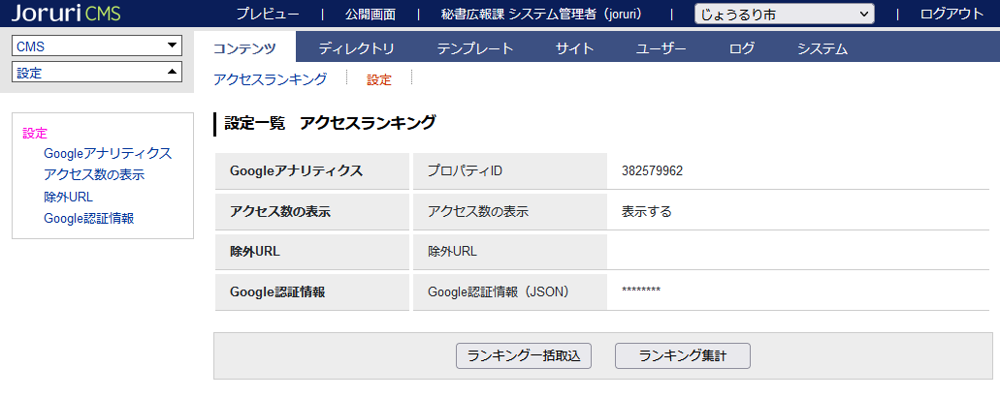 Joruri CMS プレビュー | 公開画面 | 秘書広報課 システム管理者（joruri） | じょうるり市 | ログアウト
CMS
設定
コンテンツ ディレクトリ テンプレート サイト ユーザー ログ システム
アクセスランキング 設定
設定
Googleアナリティクス
アクセス数の表示
除外URL
Google認証情報
設定一覧　アクセスランキング
Googleアナリティクス プロパティID 382579962
アクセス数の表示 アクセス数の表示 表示する
除外URL 除外URL
Google認証情報 Google認証情報（JSON） ********
ランキング一括取込 ランキング集計